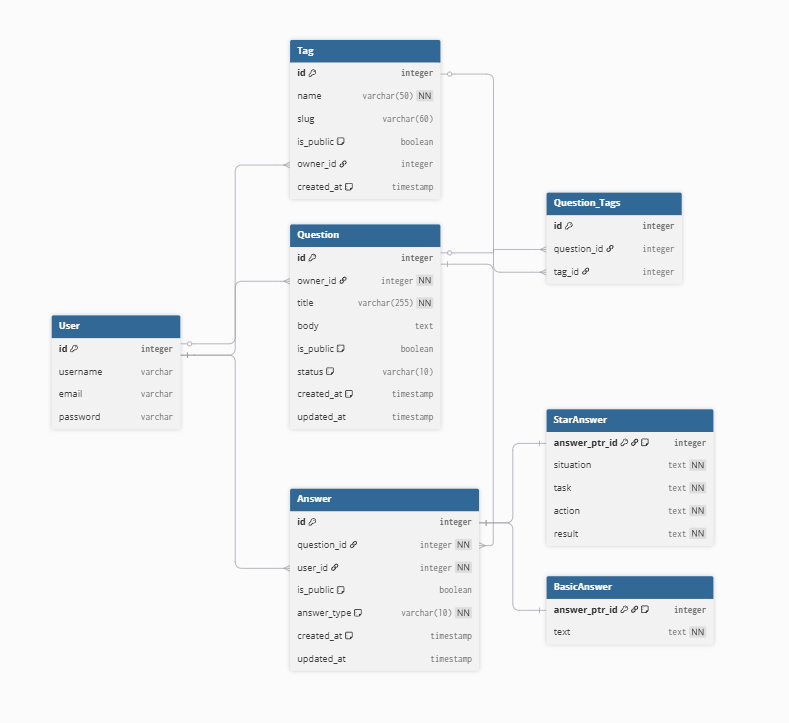 Tag
id integer
name varchar(50) NN
slug varchar(60)
is_public boolean
owner_id integer
created_at timestamp
Question
id integer
owner_id integer NN
title varchar(255) NN
body text
is_public boolean
status varchar(10)
created_at timestamp
updated_at timestamp
Question_Tags
id integer
question_id integer
tag_id integer
User
id integer
username varchar
email varchar
password varchar
Answer
id integer
question_id integer NN
user_id integer NN
is_public boolean
answer_type varchar(10) NN
created_at timestamp
updated_at timestamp
StarAnswer
answer_ptr_id integer
situation text NN
task text NN
action text NN
result text NN
BasicAnswer
answer_ptr_id integer
text text NN